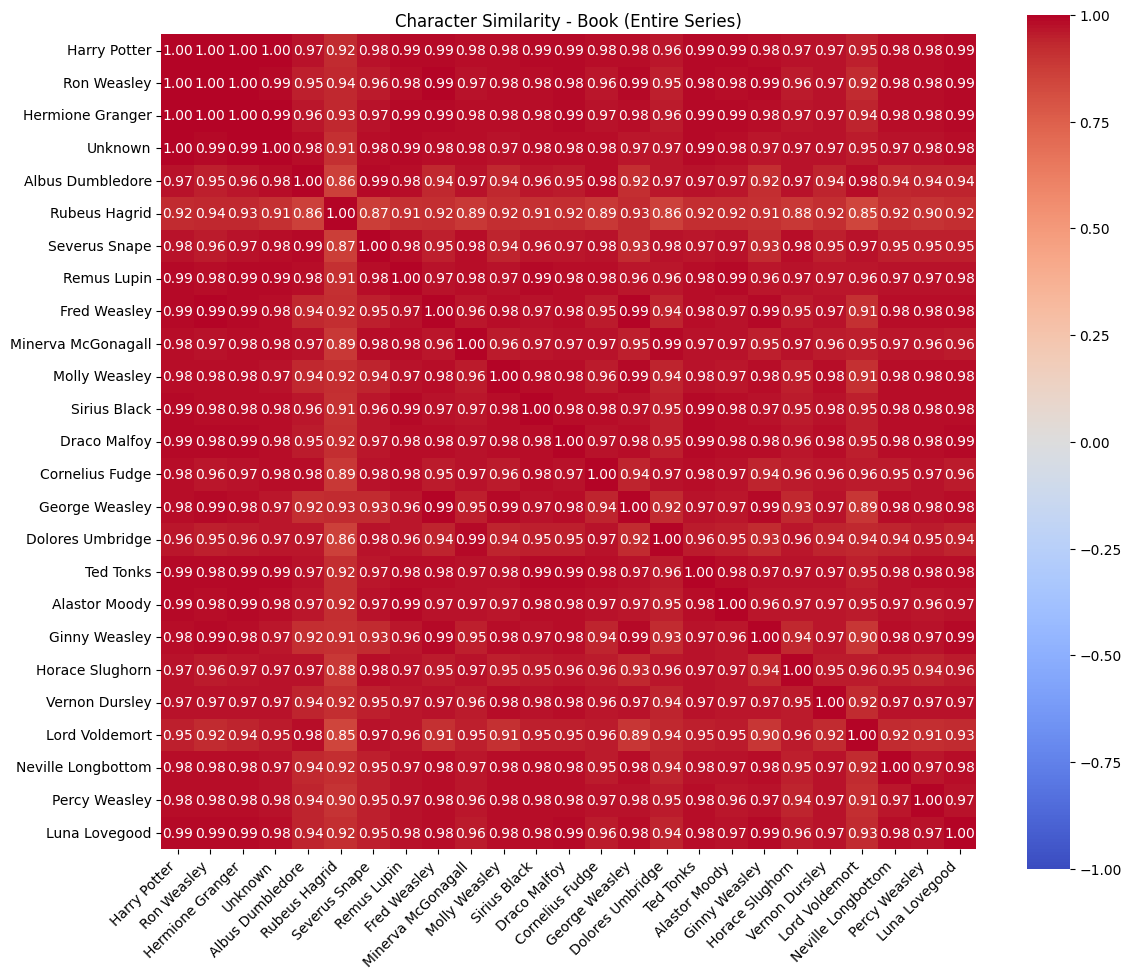 Character Similarity - Book (Entire Series)
Harry Potter 1.00 1.00 1.00 1.00 0.97 0.92 0.98 0.99 0.99 0.98 0.98 0.99 0.99 0.98 0.98 0.96 0.99 0.99 0.98 0.97 0.97 0.95 0.98 0.98 0.99
Ron Weasley 1.00 1.00 1.00 0.99 0.95 0.94 0.96 0.98 0.99 0.97 0.98 0.98 0.98 0.96 0.99 0.95 0.98 0.98 0.99 0.96 0.97 0.92 0.98 0.98 0.99
Hermione Granger 1.00 1.00 1.00 0.99 0.96 0.93 0.97 0.99 0.99 0.98 0.98 0.98 0.99 0.97 0.98 0.96 0.99 0.99 0.98 0.97 0.97 0.94 0.98 0.98 0.99
Unknown 1.00 0.99 0.99 1.00 0.98 0.91 0.98 0.99 0.98 0.98 0.97 0.98 0.98 0.98 0.97 0.97 0.99 0.98 0.97 0.97 0.97 0.95 0.97 0.98 0.98
Albus Dumbledore 0.97 0.95 0.96 0.98 1.00 0.86 0.99 0.98 0.94 0.97 0.94 0.96 0.95 0.98 0.92 0.97 0.97 0.97 0.92 0.97 0.94 0.98 0.94 0.94 0.94
Rubeus Hagrid 0.92 0.94 0.93 0.91 0.86 1.00 0.87 0.91 0.92 0.89 0.92 0.91 0.92 0.89 0.93 0.86 0.92 0.92 0.91 0.88 0.92 0.85 0.92 0.90 0.92
Severus Snape 0.98 0.96 0.97 0.98 0.99 0.87 1.00 0.98 0.95 0.98 0.94 0.96 0.97 0.98 0.93 0.98 0.97 0.97 0.93 0.98 0.95 0.97 0.95 0.95 0.95
Remus Lupin 0.99 0.98 0.99 0.99 0.98 0.91 0.98 1.00 0.97 0.98 0.97 0.99 0.98 0.98 0.96 0.96 0.98 0.99 0.96 0.97 0.97 0.96 0.97 0.97 0.98
Fred Weasley 0.99 0.99 0.99 0.98 0.94 0.92 0.95 0.97 1.00 0.96 0.98 0.97 0.98 0.95 0.99 0.94 0.98 0.97 0.99 0.95 0.97 0.91 0.98 0.98 0.98
Minerva McGonagall 0.98 0.97 0.98 0.98 0.97 0.89 0.98 0.98 0.96 1.00 0.96 0.97 0.97 0.97 0.95 0.99 0.97 0.97 0.95 0.97 0.96 0.95 0.97 0.96 0.96
Molly Weasley 0.98 0.98 0.98 0.97 0.94 0.92 0.94 0.97 0.98 0.96 1.00 0.98 0.98 0.96 0.99 0.94 0.98 0.97 0.98 0.95 0.98 0.91 0.98 0.98 0.98
Sirius Black 0.99 0.98 0.98 0.98 0.96 0.91 0.96 0.99 0.97 0.97 0.98 1.00 0.98 0.98 0.97 0.95 0.99 0.98 0.97 0.95 0.98 0.95 0.98 0.98 0.98
Draco Malfoy 0.99 0.98 0.99 0.98 0.95 0.92 0.97 0.98 0.98 0.97 0.98 0.98 1.00 0.97 0.98 0.95 0.99 0.98 0.98 0.96 0.98 0.95 0.98 0.98 0.99
Cornelius Fudge 0.98 0.96 0.97 0.98 0.98 0.89 0.98 0.98 0.95 0.97 0.96 0.98 0.97 1.00 0.94 0.97 0.98 0.97 0.94 0.96 0.96 0.96 0.95 0.97 0.96
George Weasley 0.98 0.99 0.98 0.97 0.92 0.93 0.93 0.96 0.99 0.95 0.99 0.97 0.98 0.94 1.00 0.92 0.97 0.97 0.99 0.93 0.97 0.89 0.98 0.98 0.98
Dolores Umbridge 0.96 0.95 0.96 0.97 0.97 0.86 0.98 0.96 0.94 0.99 0.94 0.95 0.95 0.97 0.92 1.00 0.96 0.95 0.93 0.96 0.94 0.94 0.94 0.95 0.94
Ted Tonks 0.99 0.98 0.99 0.99 0.97 0.92 0.97 0.98 0.98 0.97 0.98 0.99 0.99 0.98 0.97 0.96 1.00 0.98 0.97 0.97 0.97 0.95 0.98 0.98 0.98
Alastor Moody 0.99 0.98 0.99 0.98 0.97 0.92 0.97 0.99 0.97 0.97 0.97 0.98 0.98 0.97 0.97 0.95 0.98 1.00 0.96 0.97 0.97 0.95 0.97 0.96 0.97
Ginny Weasley 0.98 0.99 0.98 0.97 0.92 0.91 0.93 0.96 0.99 0.95 0.98 0.97 0.98 0.94 0.99 0.93 0.97 0.96 1.00 0.94 0.97 0.90 0.98 0.97 0.99
Horace Slughorn 0.97 0.96 0.97 0.97 0.97 0.88 0.98 0.97 0.95 0.97 0.95 0.95 0.96 0.96 0.93 0.96 0.97 0.97 0.94 1.00 0.95 0.96 0.95 0.94 0.96
Vernon Dursley 0.97 0.97 0.97 0.97 0.94 0.92 0.95 0.97 0.97 0.96 0.98 0.98 0.98 0.96 0.97 0.94 0.97 0.97 0.97 0.95 1.00 0.92 0.97 0.97 0.97
Lord Voldemort 0.95 0.92 0.94 0.95 0.98 0.85 0.97 0.96 0.91 0.95 0.91 0.95 0.95 0.96 0.89 0.94 0.95 0.95 0.90 0.96 0.92 1.00 0.92 0.91 0.93
Neville Longbottom 0.98 0.98 0.98 0.97 0.94 0.92 0.95 0.97 0.98 0.97 0.98 0.98 0.98 0.95 0.98 0.94 0.98 0.97 0.98 0.95 0.97 0.92 1.00 0.97 0.98
Percy Weasley 0.98 0.98 0.98 0.98 0.94 0.90 0.95 0.97 0.98 0.96 0.98 0.98 0.98 0.97 0.98 0.95 0.98 0.96 0.97 0.94 0.97 0.91 0.97 1.00 0.97
Luna Lovegood 0.99 0.99 0.99 0.98 0.94 0.92 0.95 0.98 0.98 0.96 0.98 0.98 0.99 0.96 0.98 0.94 0.98 0.97 0.99 0.96 0.97 0.93 0.98 0.97 1.00
Harry Potter
Ron Weasley
Hermione Granger
Unknown
Albus Dumbledore
Rubeus Hagrid
Severus Snape
Remus Lupin
Fred Weasley
Minerva McGonagall
Molly Weasley
Sirius Black
Draco Malfoy
Cornelius Fudge
George Weasley
Dolores Umbridge
Ted Tonks
Alastor Moody
Ginny Weasley
Horace Slughorn
Vernon Dursley
Lord Voldemort
Neville Longbottom
Percy Weasley
Luna Lovegood
1.00
0.75
0.50
0.25
0.00
−0.25
−0.50
−0.75
−1.00